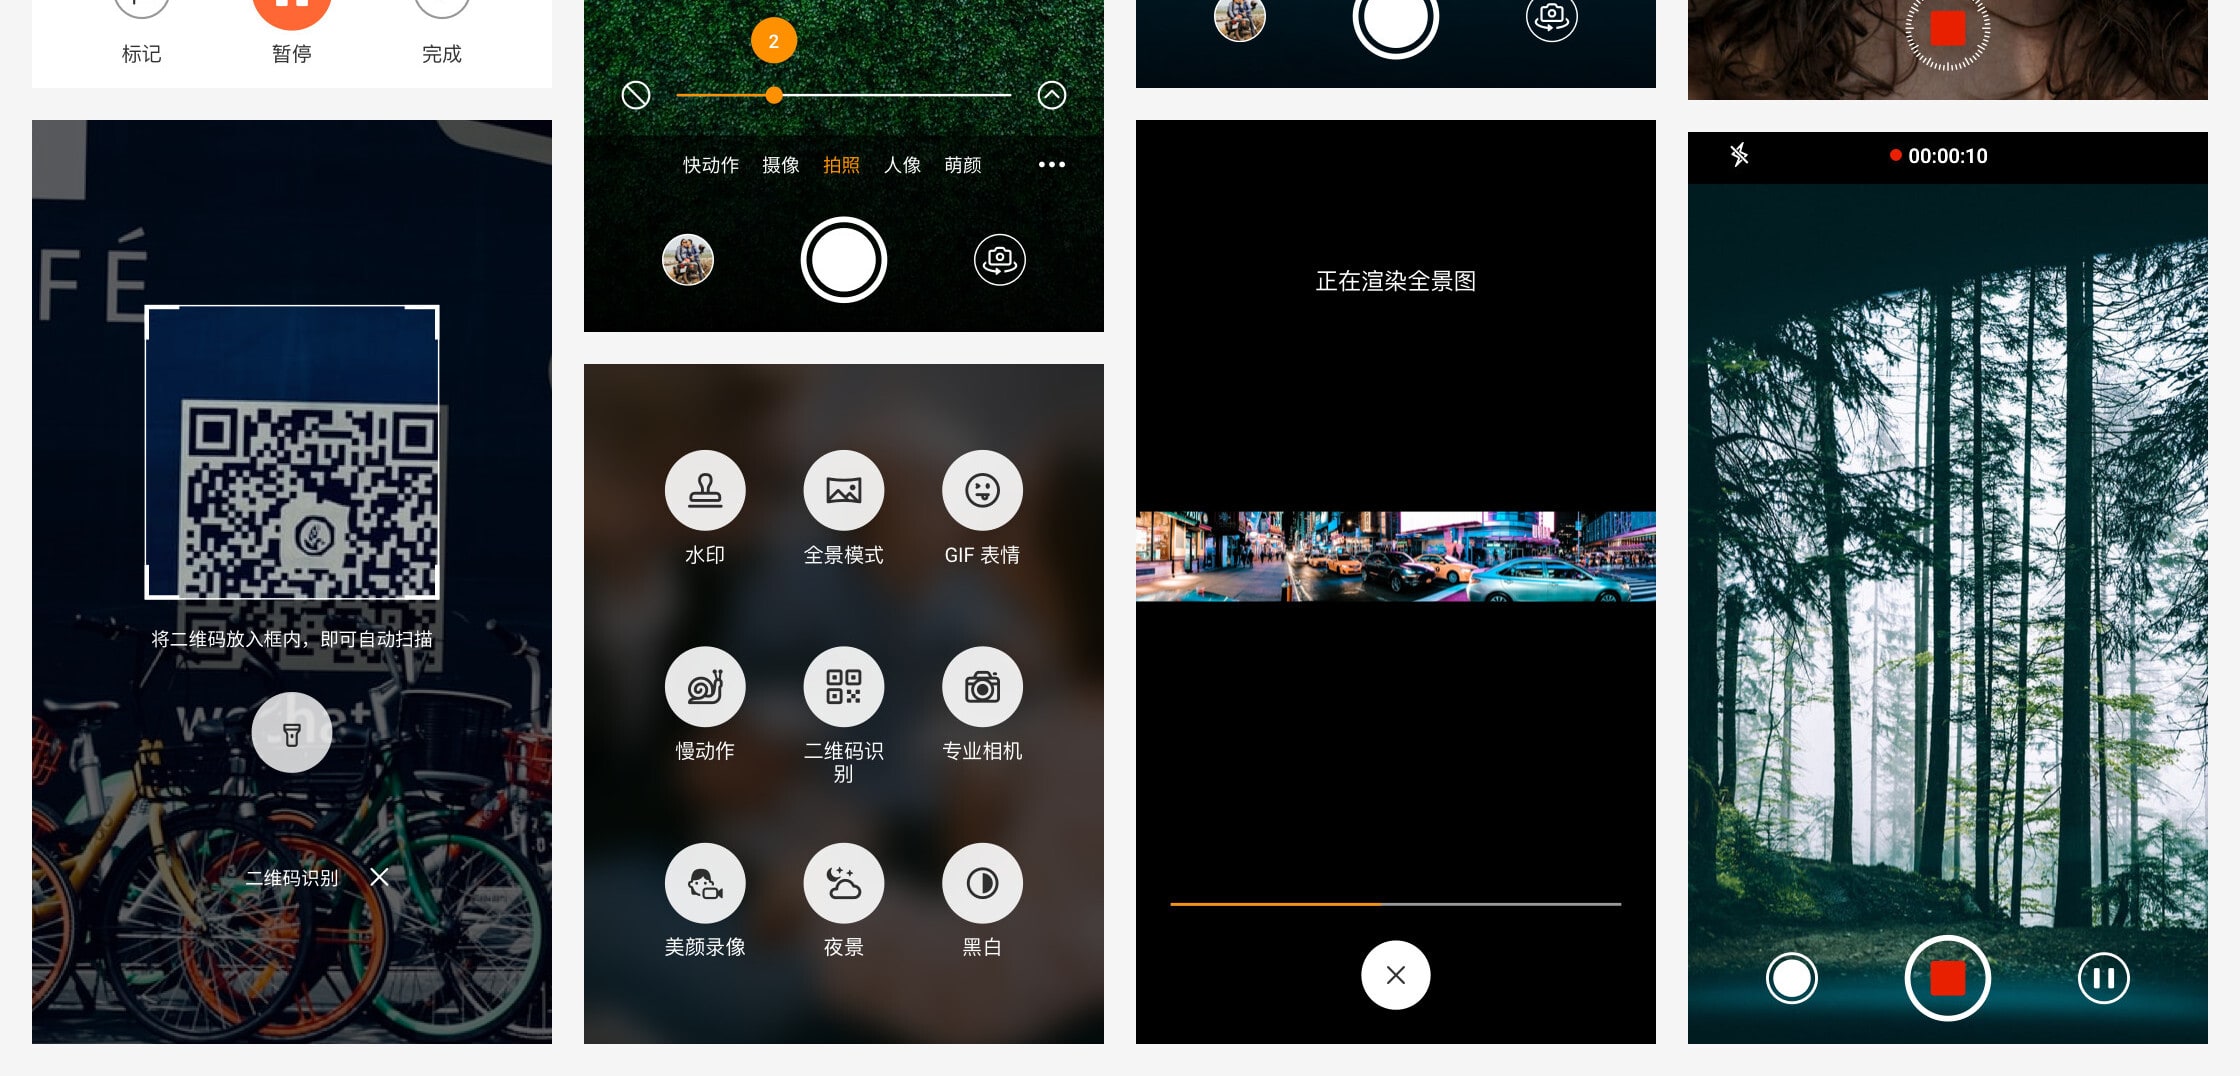 标记
暂停
完成
FÉ
将二维码放入框内，即可自动扫描
二维码识别
2
快动作
摄像
拍照
人像
萌颜
水印
全景模式
GIF 表情
慢动作
二维码识
别
专业相机
美颜录像
夜景
黑白
正在渲染全景图
00:00:10